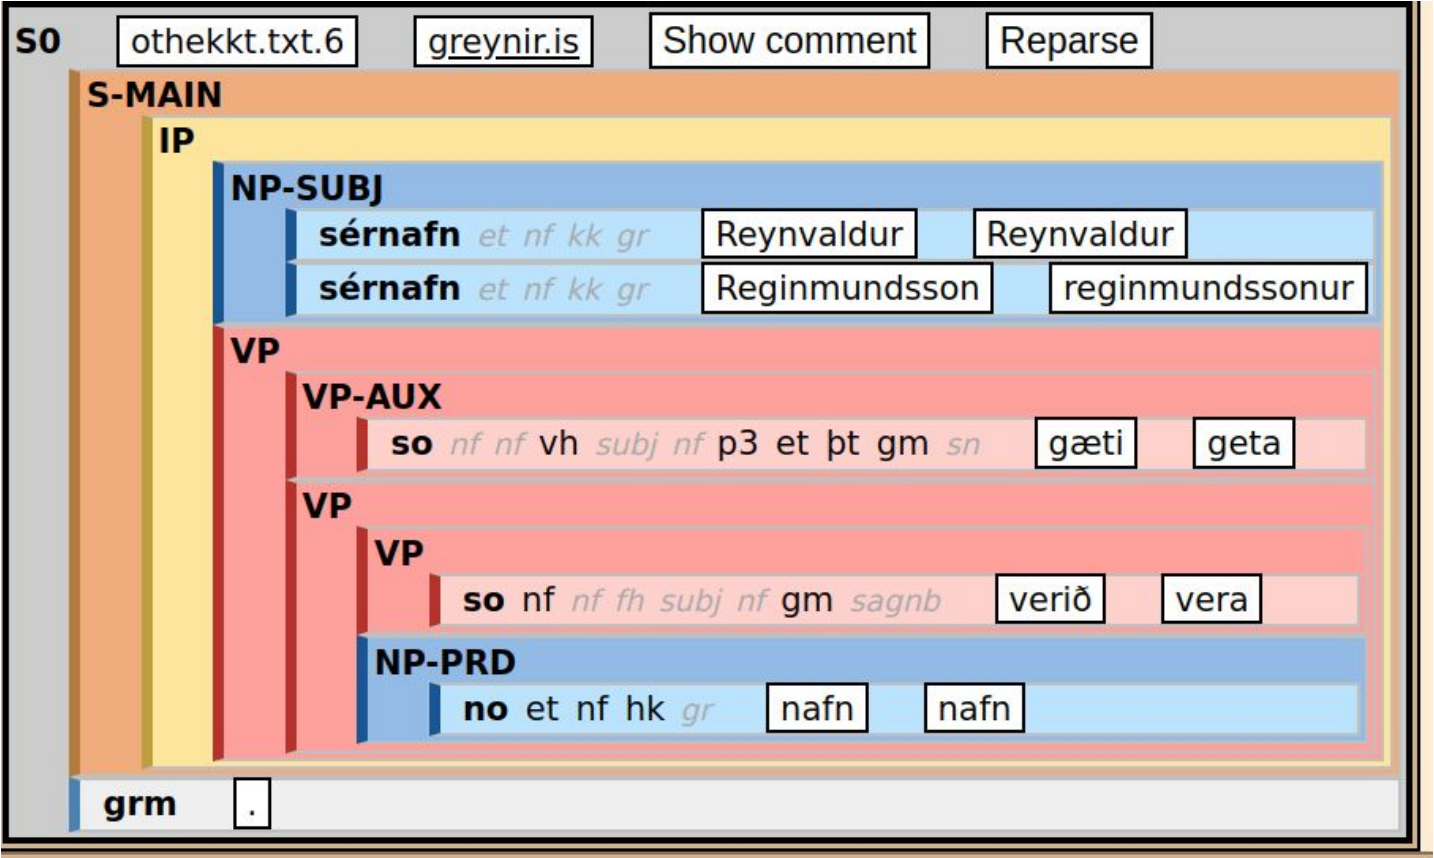 S0 othekkt.txt.6 greynir.is Show comment Reparse
S-MAIN
IP
NP-SUBJ
sérnafn et nf kk gr Reynvaldur Reynvaldur
sérnafn et nf kk gr Reginmundsson reginmundssonur
VP
VP-AUX
so nf nf vh subj nf p3 et þt gm sn gæti geta
VP
VP
so nf nf fh subj nf gm sagnb verið vera
NP-PRD
no et nf hk gr nafn nafn
grm .